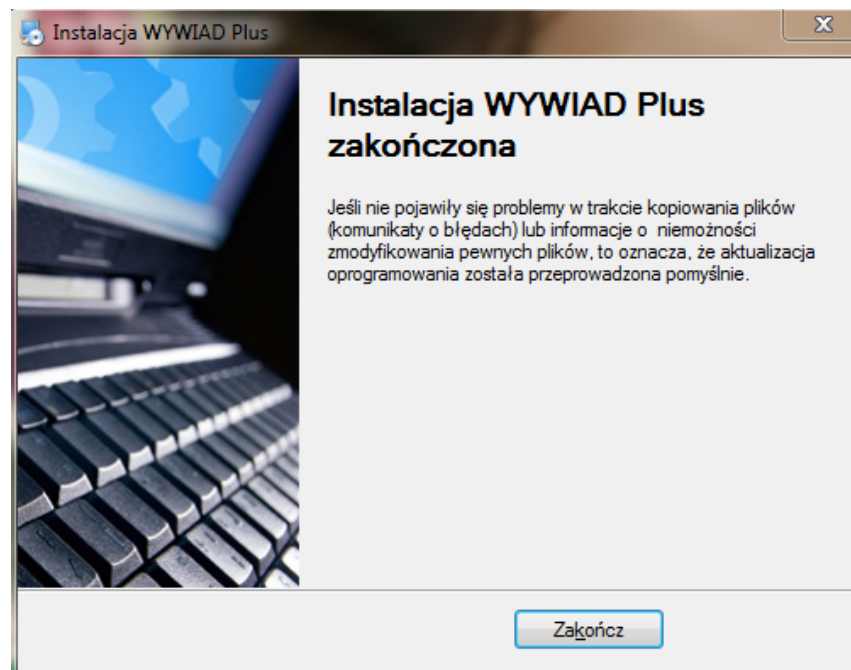 Instalacja WYWIAD Plus
Instalacja WYWIAD Plus
zakończona
Jeśli nie pojawiły się problemy w trakcie kopiowania plików
(komunikaty o błędach) lub informacje o  niemożności
zmodyfikowania pewnych plików, to oznacza, że aktualizacja
oprogramowania została przeprowadzona pomyślnie.
Zakończ